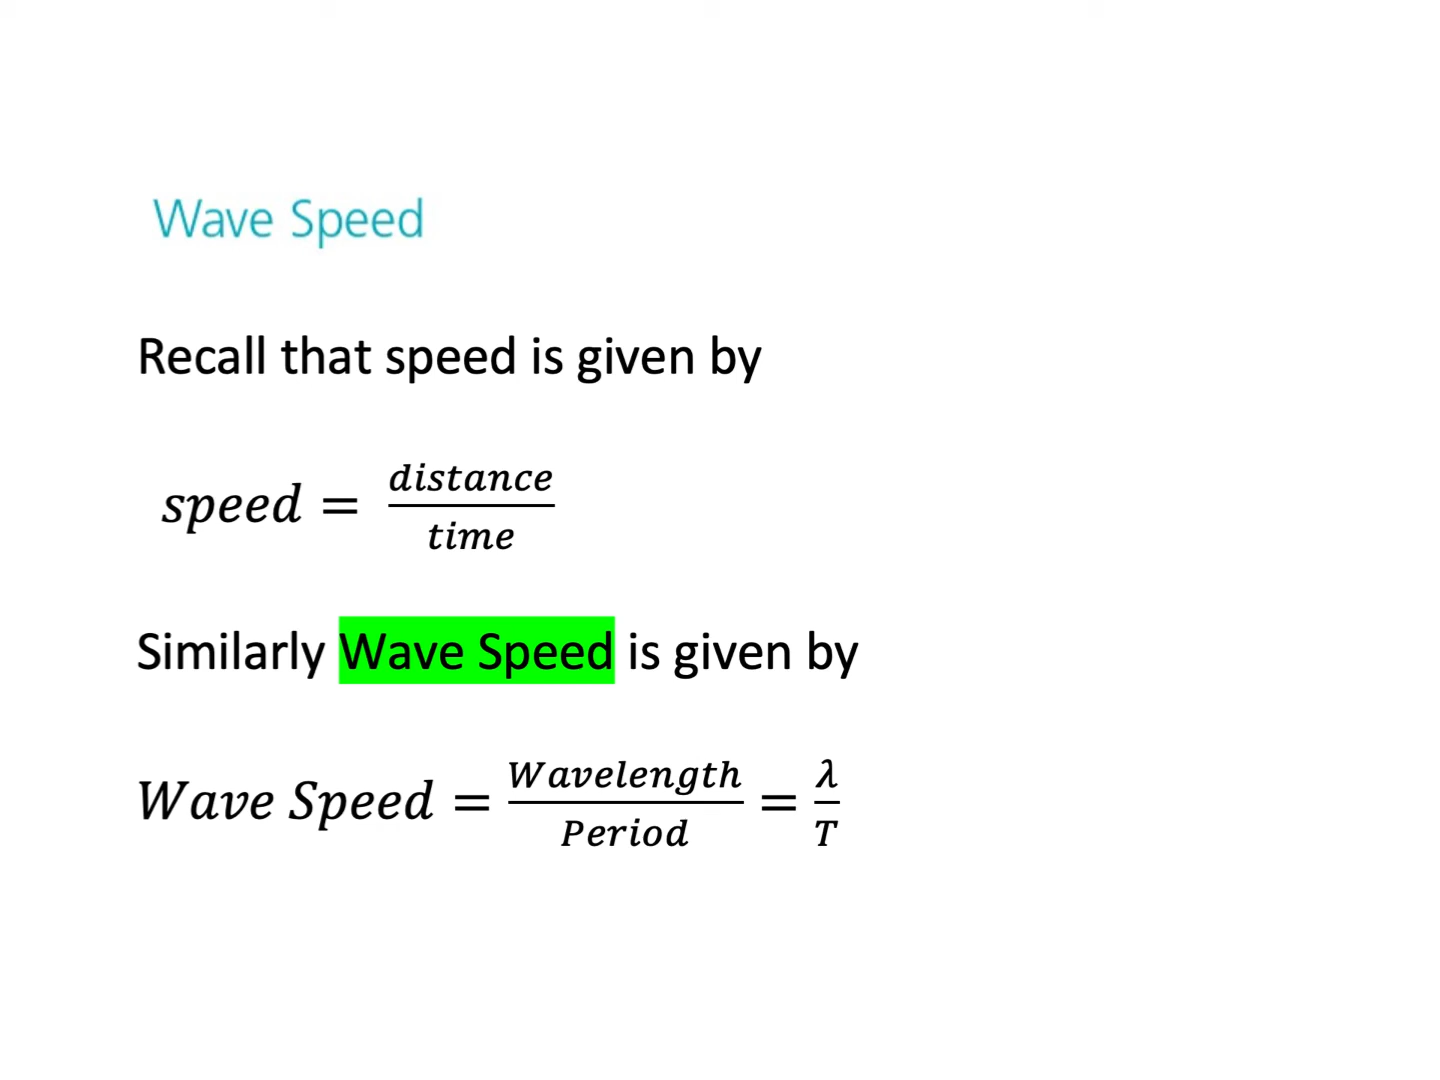 Wave Speed
Recall that speed is given by
speed = distance/time
Similarly Wave Speed is given by
Wave Speed = Wavelength/Period = λ/T